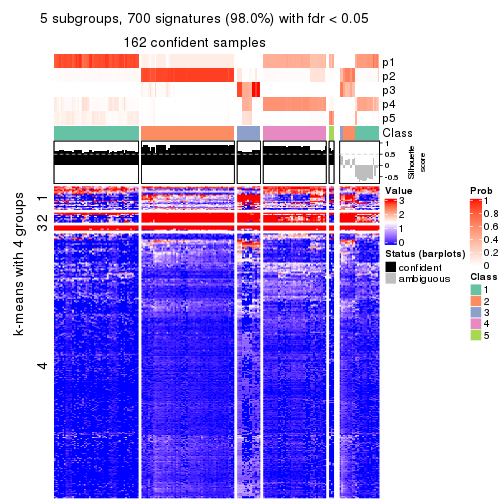 5 subgroups, 700 signatures (98.0%) with fdr < 0.05
162 confident samples
p1
p2
p3
p4
p5
Class
1
0.5
0
-0.5
Silhouette
score
k-means with 4 groups
1
2
3
4
Value
3
2
1
0
Status (barplots)
confident
ambiguous
Prob
1
0.8
0.6
0.4
0.2
0
Class
1
2
3
4
5